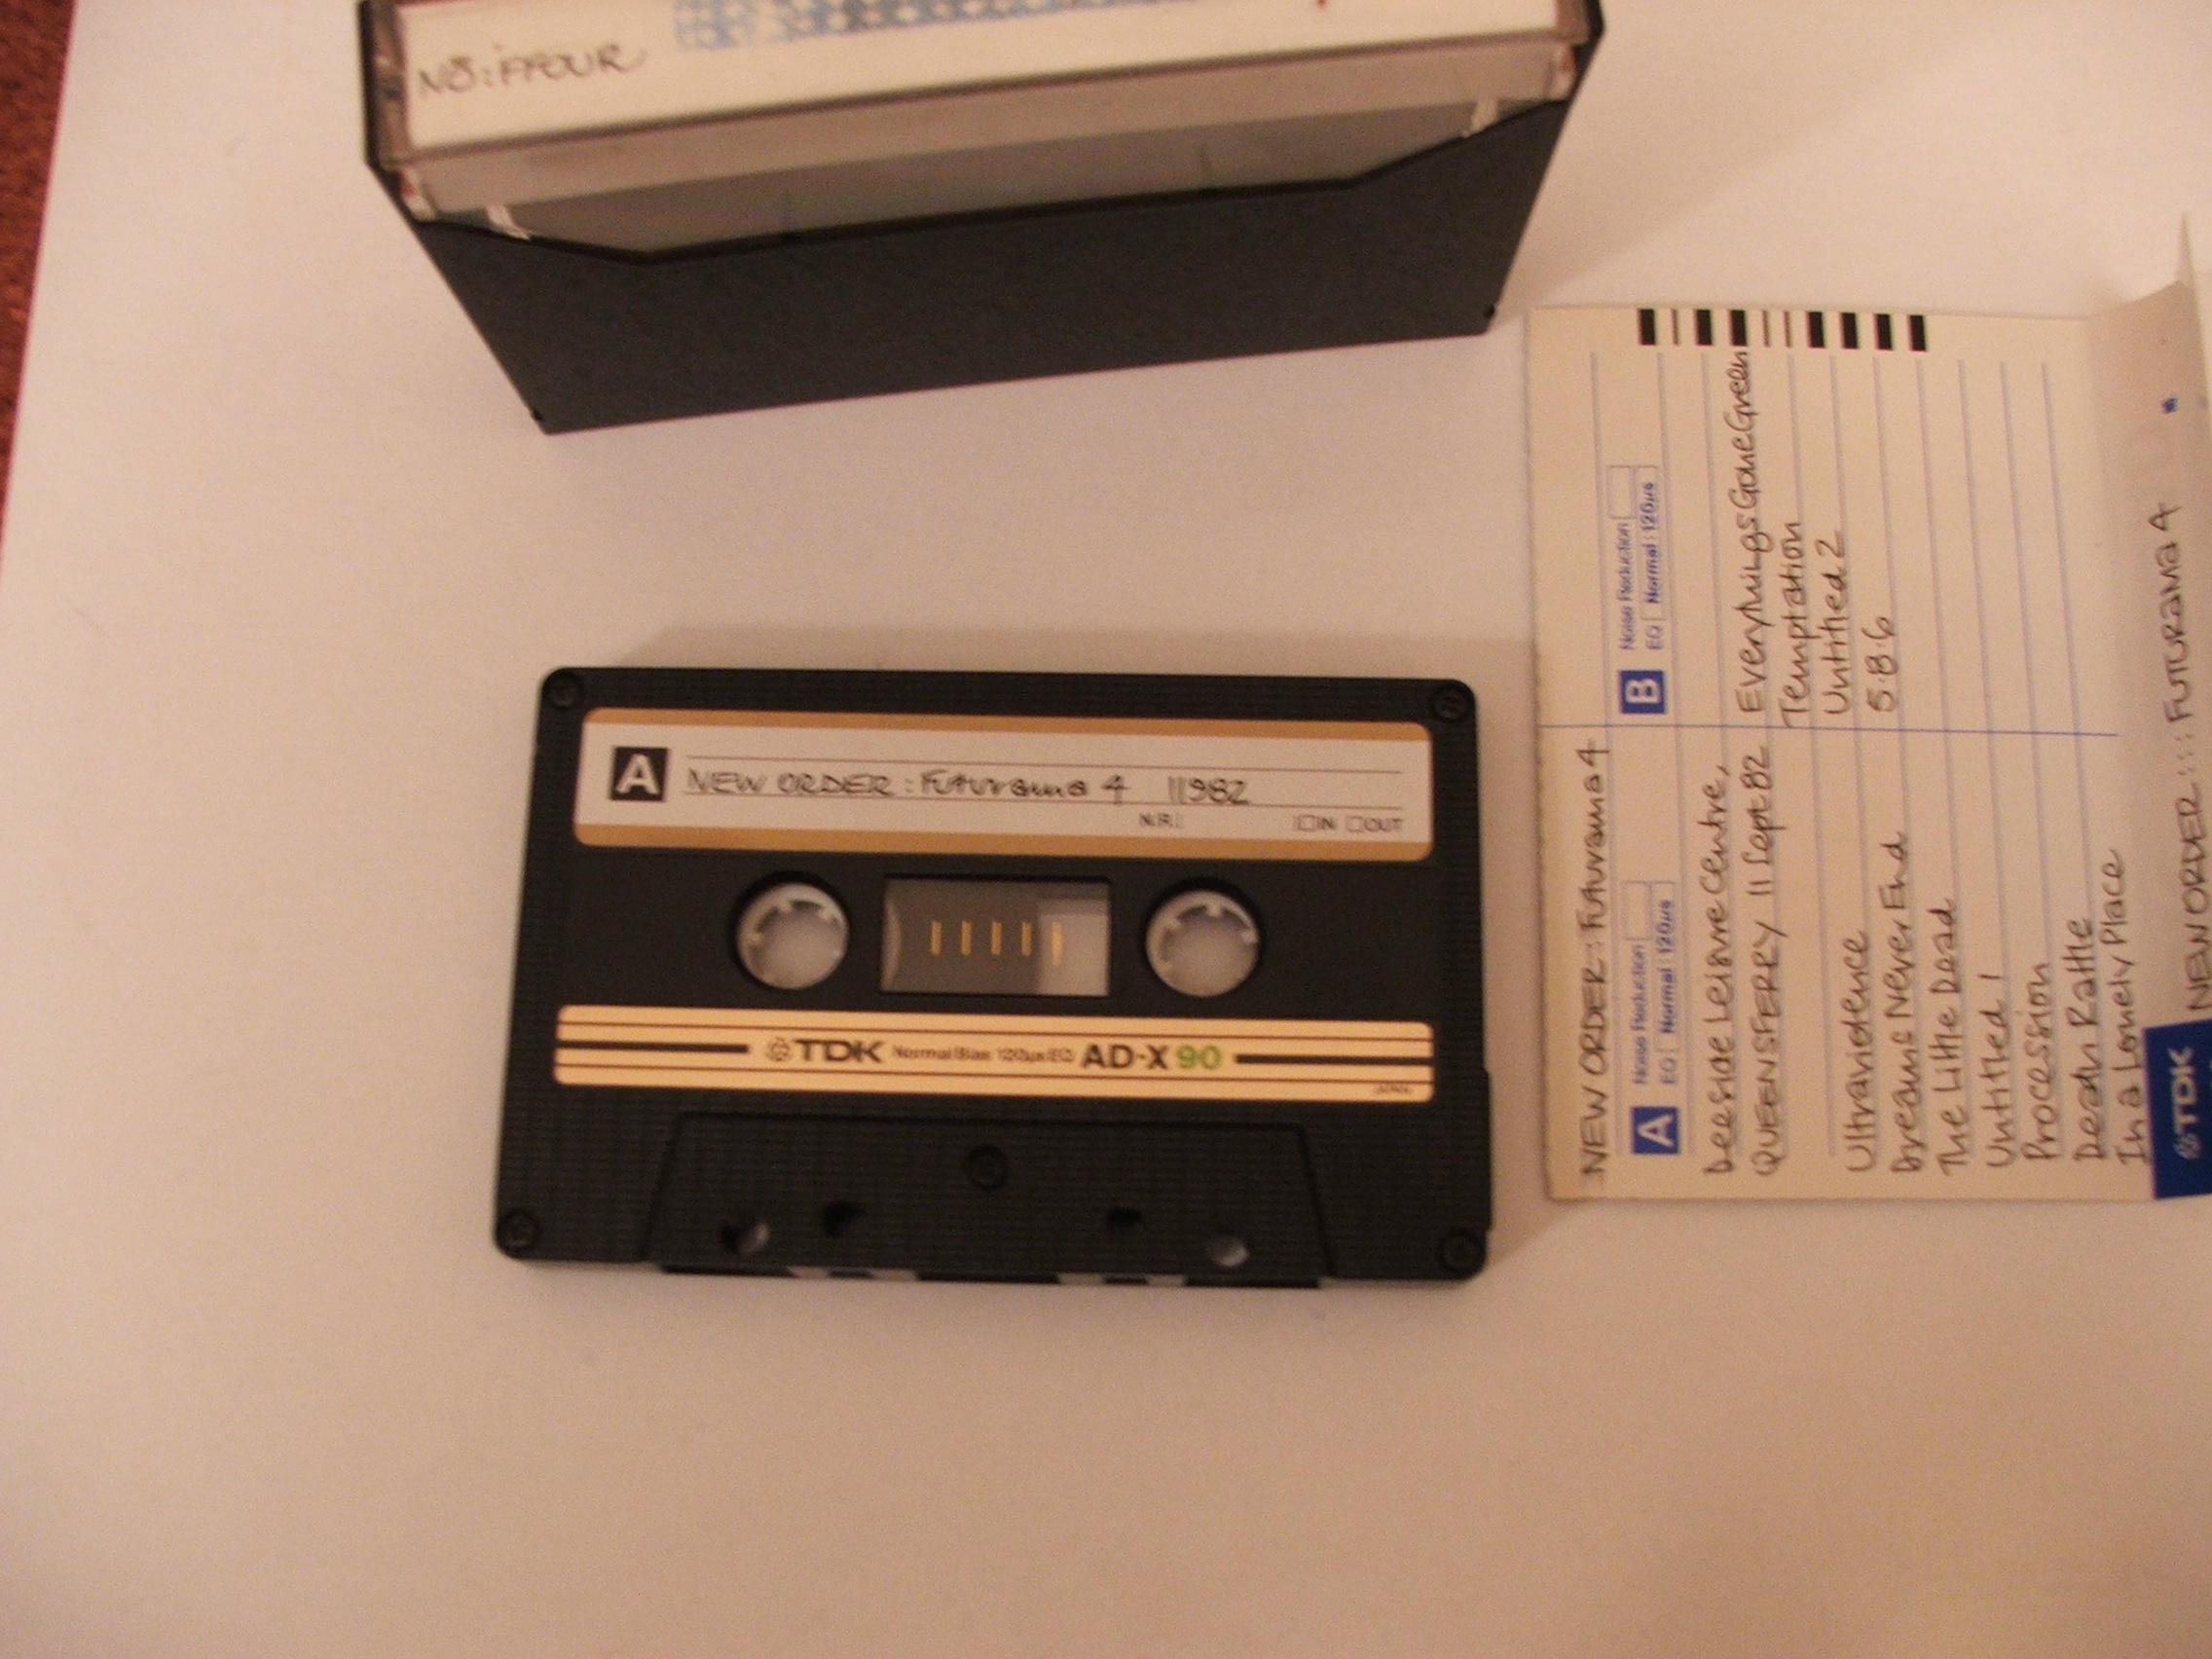 NO:FFOUR
A NEW ORDER : Futurama 4 11982
N.R. IN OUT
TDK Normal Bias 120µs EQ AD-X 90
JAPAN
NEW ORDER :: Futurama 4
A Noise Reduction
EQ Normal : 120µs
Deeside Leisure Centre,
QUEENSFERRY 11 Sept 82
Ultraviolence
Dreams Never End
The Little Dead
Untitled 1
Procession
Death Rattle
In a Lonely Place
B Noise Reduction
EQ Normal : 120µs
Everything's Gone Green
Temptation
Untitled 2
5·8·6
TDK NEW ORDER ::: FUTURAMA 4